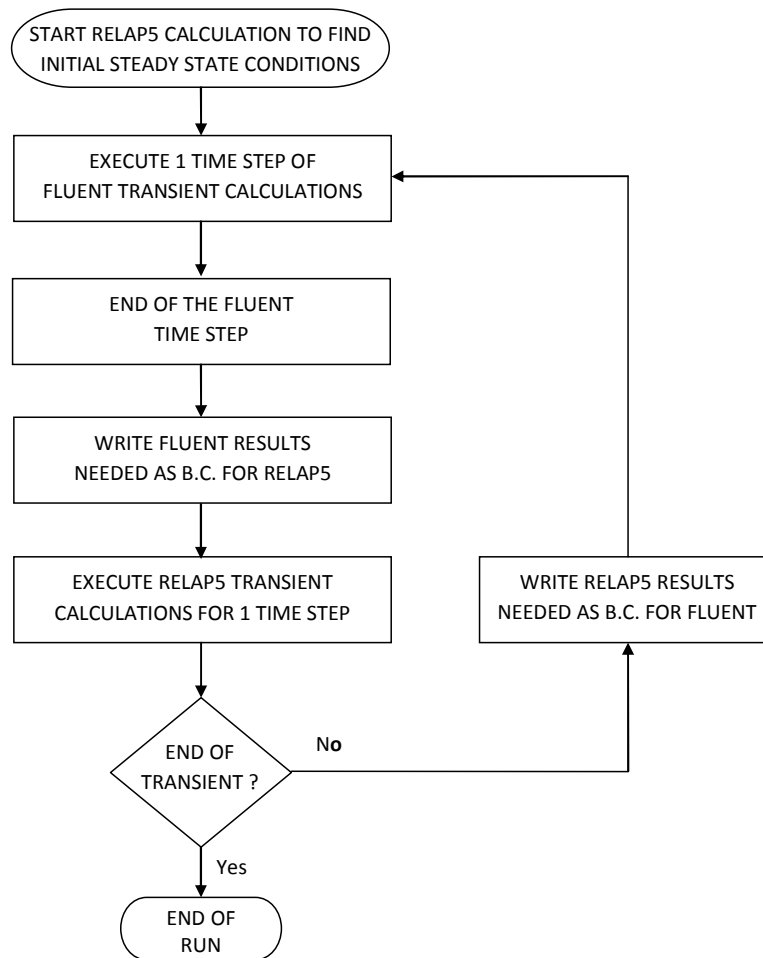 START RELAP5 CALCULATION TO FIND
INITIAL STEADY STATE CONDITIONS
EXECUTE 1 TIME STEP OF
FLUENT TRANSIENT CALCULATIONS
END OF THE FLUENT
TIME STEP
WRITE FLUENT RESULTS
NEEDED AS B.C. FOR RELAP5
EXECUTE RELAP5 TRANSIENT
CALCULATIONS FOR 1 TIME STEP
WRITE RELAP5 RESULTS
NEEDED AS B.C. FOR FLUENT
END OF
TRANSIENT ?
No
Yes
END OF
RUN